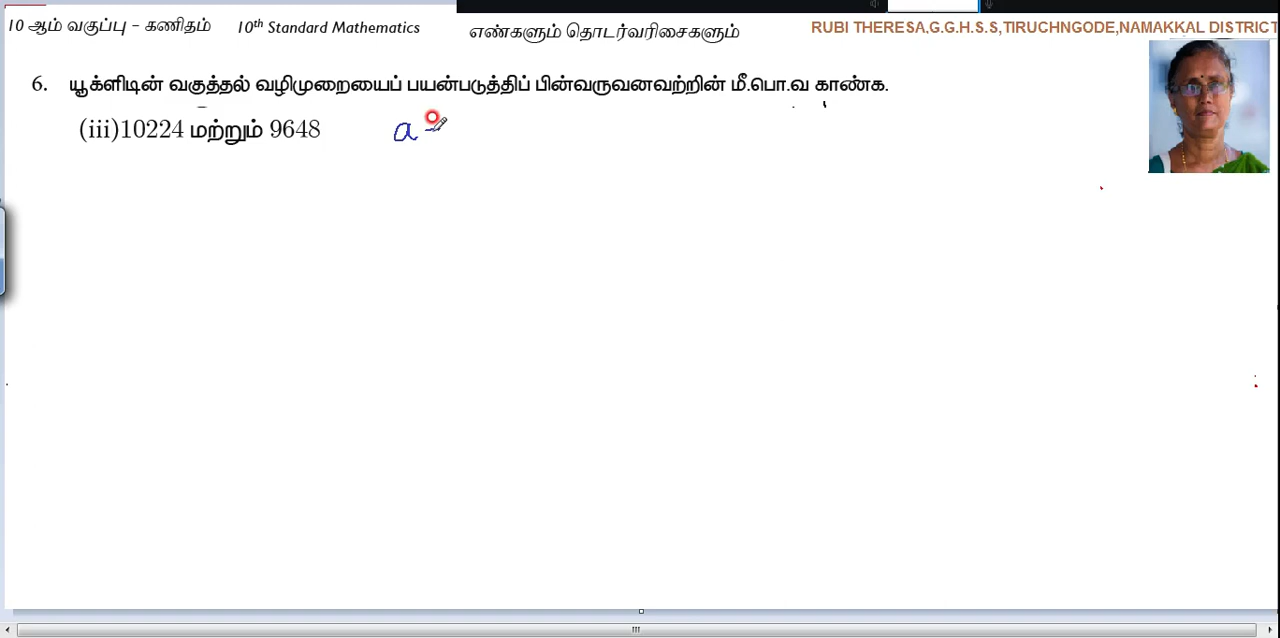 10 ஆம் வகுப்பு - கணிதம் 10th Standard Mathematics எண்களும் தொடர்வரிசைகளும் RUBI THERESA,G.G.H.S.S,TIRUCHNGODE,NAMAKKAL DISTRICT
6. யூக்ளிடின் வகுத்தல் வழிமுறையைப் பயன்படுத்திப் பின்வருவனவற்றின் மீ.பொ.வ காண்க.
(iii)10224 மற்றும் 9648 a =